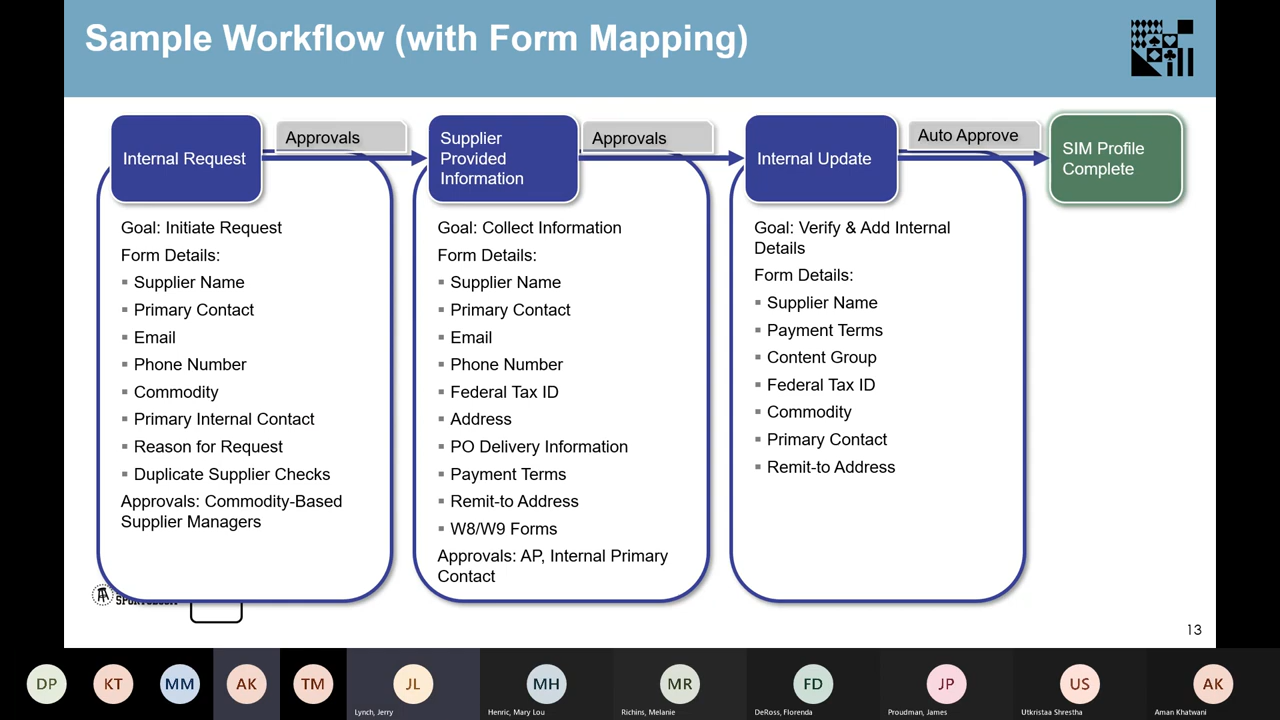 Sample Workflow (with Form Mapping)
Internal Request
Approvals
Supplier
Provided
Information
Approvals
Internal Update
Auto Approve
SIM Profile
Complete
Goal: Initiate Request
Form Details:
▪ Supplier Name
▪ Primary Contact
▪ Email
▪ Phone Number
▪ Commodity
▪ Primary Internal Contact
▪ Reason for Request
▪ Duplicate Supplier Checks
Approvals: Commodity-Based
Supplier Managers
Goal: Collect Information
Form Details:
▪ Supplier Name
▪ Primary Contact
▪ Email
▪ Phone Number
▪ Federal Tax ID
▪ Address
▪ PO Delivery Information
▪ Payment Terms
▪ Remit-to Address
▪ W8/W9 Forms
Approvals: AP, Internal Primary
Contact
Goal: Verify & Add Internal
Details
Form Details:
▪ Supplier Name
▪ Payment Terms
▪ Content Group
▪ Federal Tax ID
▪ Commodity
▪ Primary Contact
▪ Remit-to Address
13
DP
KT
MM
AK
TM
JL
Lynch, Jerry
MH
Henric, Mary Lou
MR
Richins, Melanie
FD
DeRoss, Florenda
JP
Proudman, James
US
Utkristaa Shrestha
AK
Aman Khatwani